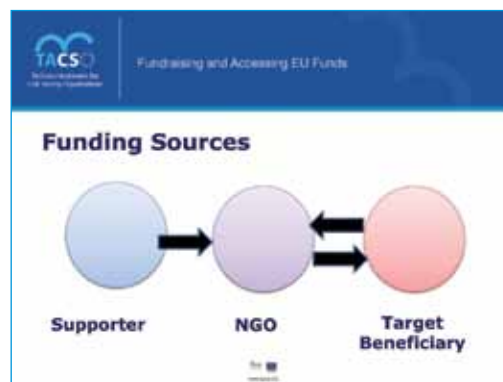 TACSO
Fundraising and Accessing EU Funds
Funding Sources
Supporter
NGO
Target
Beneficiary